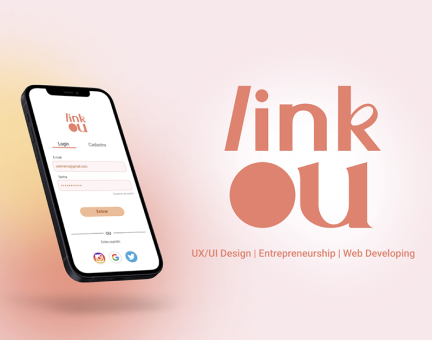 link
ou
Login Cadastro
E-mail
Senha
Entrar
OU
link
ou
UX/UI Design | Entrepreneurship | Web Developing